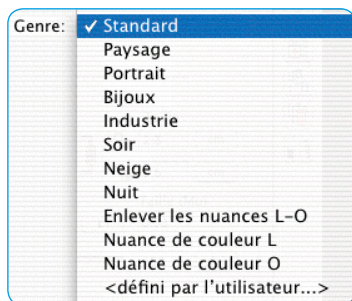 Genre: ✓ Standard
Paysage
Portrait
Bijoux
Industrie
Soir
Neige
Nuit
Enlever les nuances L-O
Nuance de couleur L
Nuance de couleur O
<défini par l'utilisateur...>